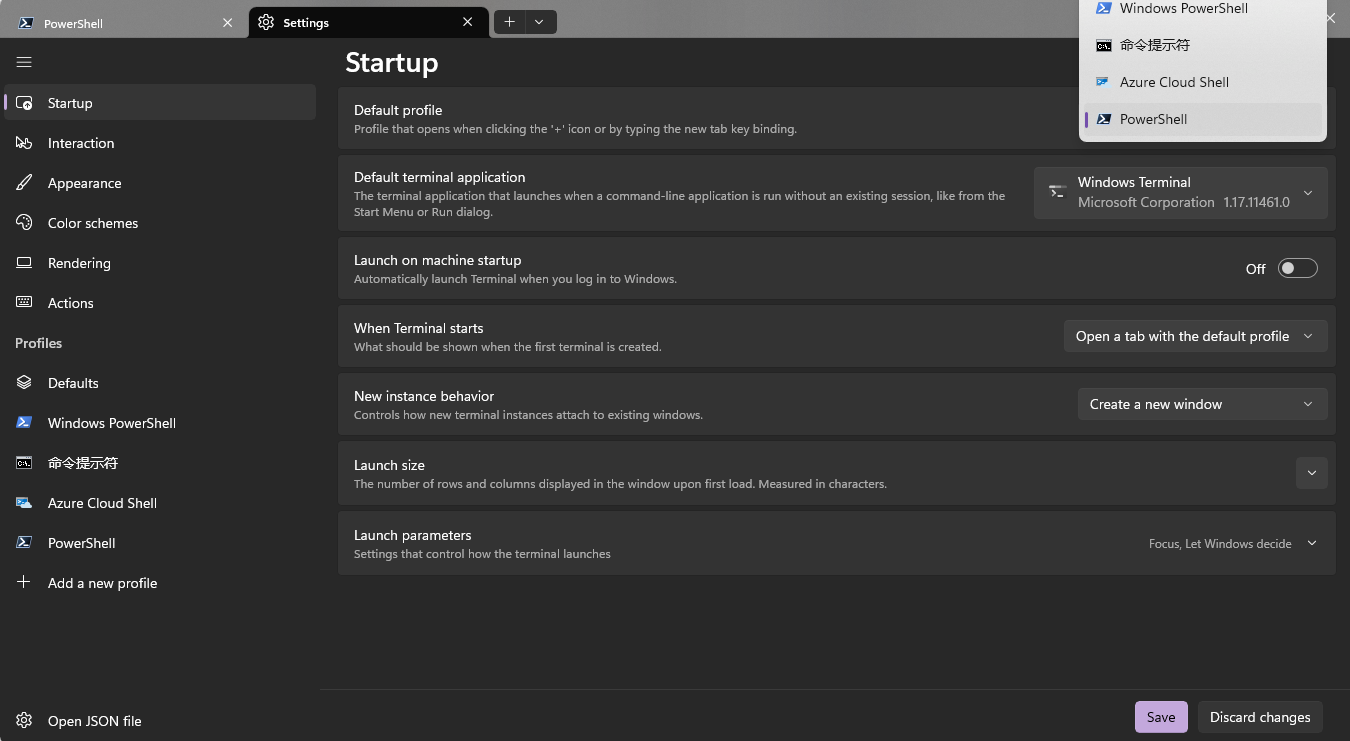 PowerShell
Settings
Startup
Interaction
Appearance
Color schemes
Rendering
Actions
Profiles
Defaults
Windows PowerShell
命令提示符
Azure Cloud Shell
PowerShell
Add a new profile
Open JSON file
Startup
Default profile
Profile that opens when clicking the '+' icon or by typing the new tab key binding.
Windows PowerShell
命令提示符
Azure Cloud Shell
PowerShell
Default terminal application
The terminal application that launches when a command-line application is run without an existing session, like from the
Start Menu or Run dialog.
Windows Terminal
Microsoft Corporation 1.17.11461.0
Launch on machine startup
Automatically launch Terminal when you log in to Windows.
Off
When Terminal starts
What should be shown when the first terminal is created.
Open a tab with the default profile
New instance behavior
Controls how new terminal instances attach to existing windows.
Create a new window
Launch size
The number of rows and columns displayed in the window upon first load. Measured in characters.
Launch parameters
Settings that control how the terminal launches
Focus, Let Windows decide
Save
Discard changes